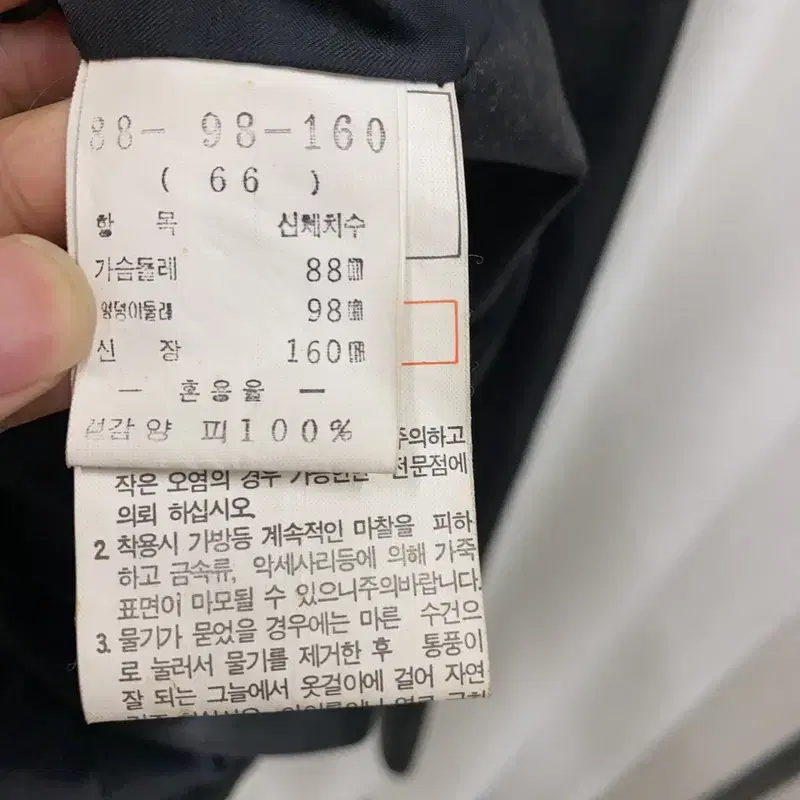 88- 98-160
( 66 )
항 목 신체치수
가슴둘레 88㎝
엉덩이둘레 98㎝
신 장 160㎝
— 혼용율 —
겉감 양 피100%
주의하고
작은 오염의 경우 전문점에
의뢰 하십시오.
2. 착용시 가방등 계속적인 마찰을 피하
하고 금속류, 악세사리등에 의해 가죽
표면이 마모될 수 있으니주의바랍니다.
3. 물기가 묻었을 경우에는 마른 수건으
로 눌러서 물기를 제거한 후 통풍이
잘 되는 그늘에서 옷걸이에 걸어 자연